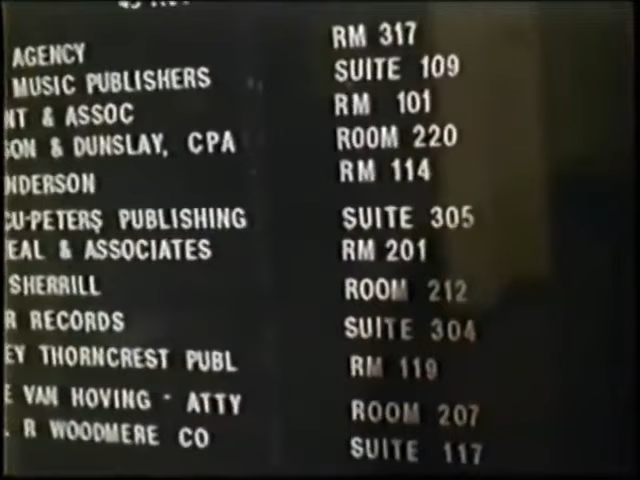 AGENCY RM 317
MUSIC PUBLISHERS SUITE 109
NT & ASSOC RM 101
SON & DUNSLAY, CPA ROOM 220
NDERSON RM 114
CU-PETERS PUBLISHING SUITE 305
EAL & ASSOCIATES RM 201
SHERRILL ROOM 212
R RECORDS SUITE 304
EY THORNCREST PUBL RM 119
E VAN HOVING - ATTY ROOM 207
. R WOODMERE CO SUITE 117